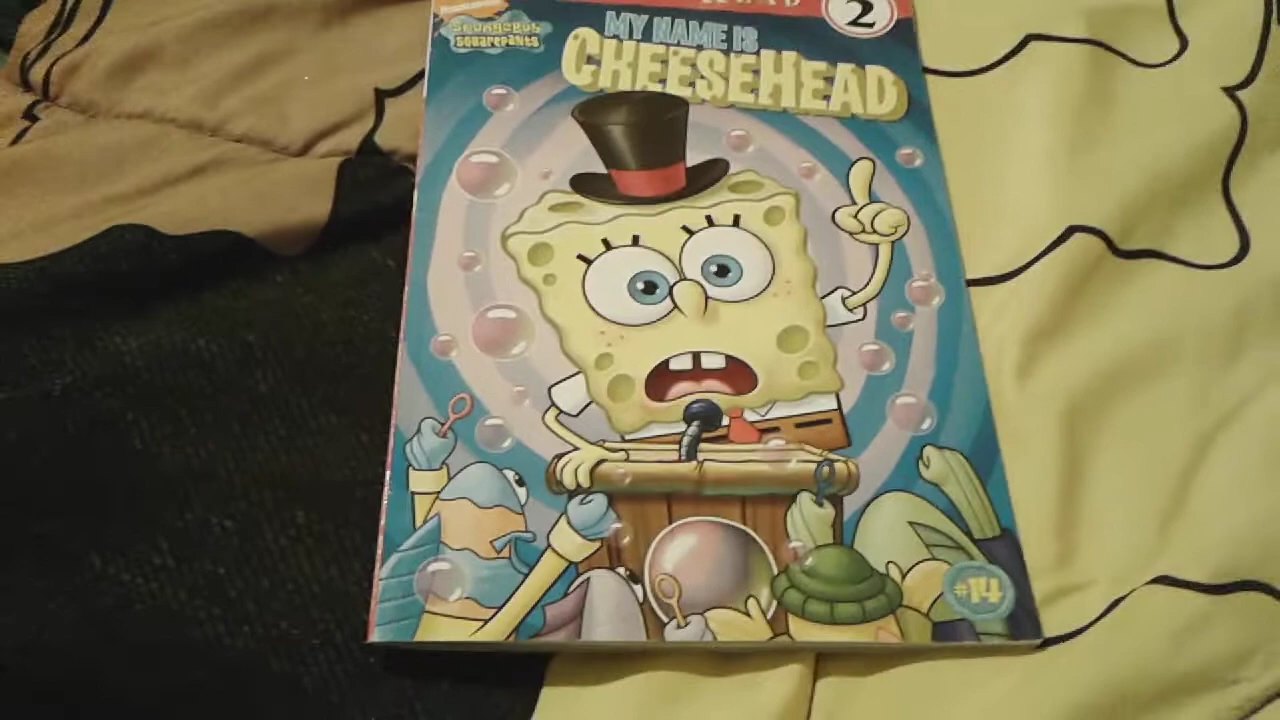 2
SPONGEBOB
SQUAREPANTS
MY NAME IS
CHEESEHEAD
#14